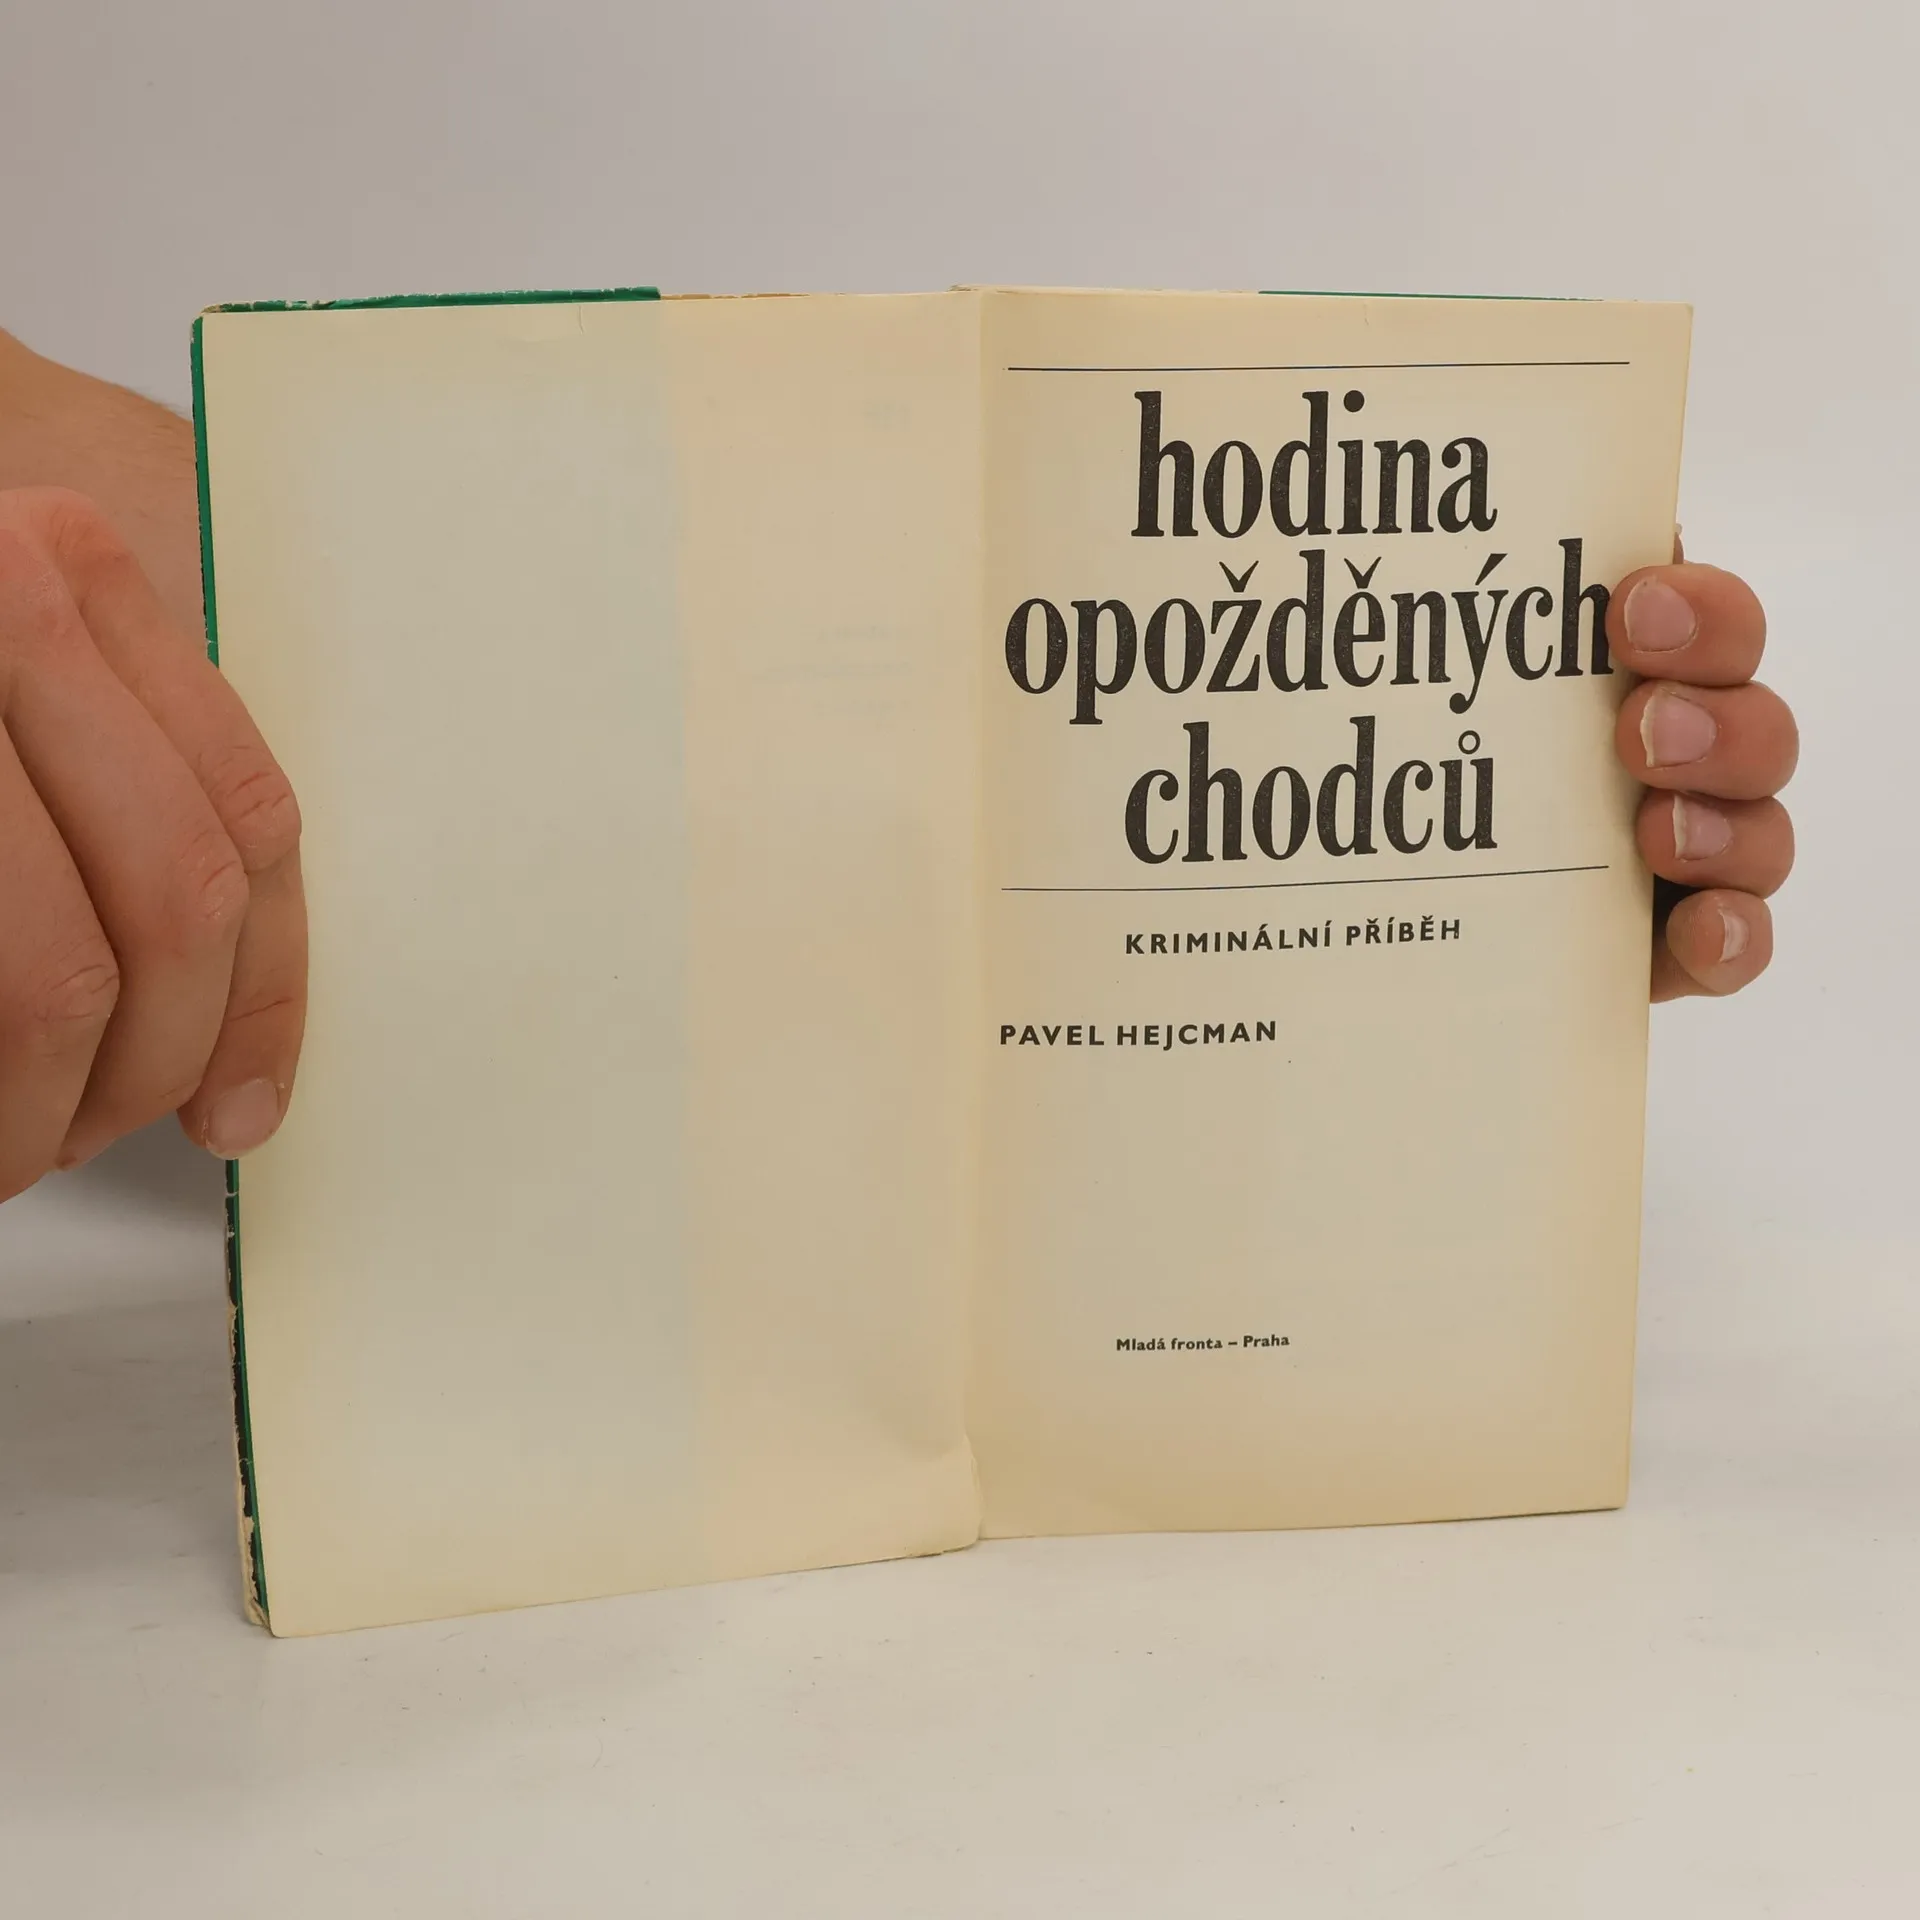 hodina
opožděných
chodců
KRIMINÁLNÍ PŘÍBĚH
PAVEL HEJCMAN
Mladá fronta – Praha